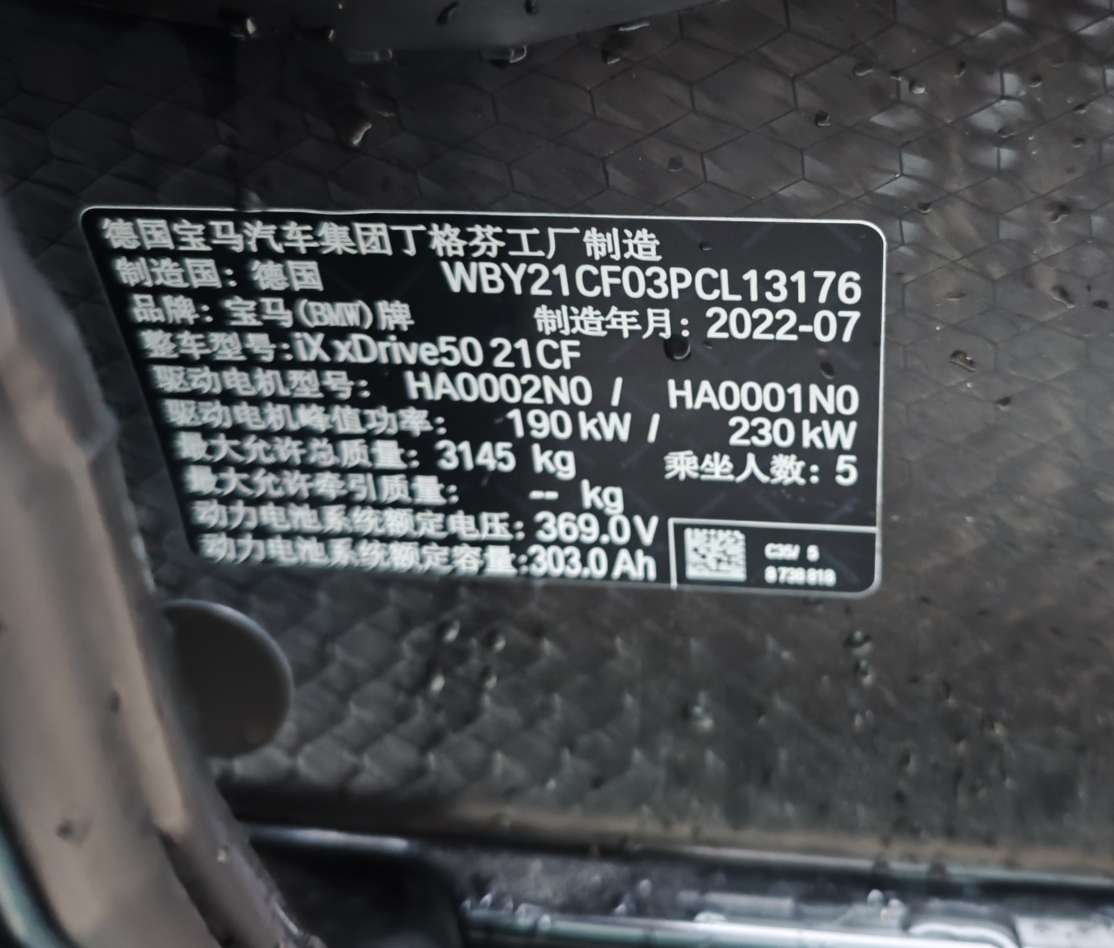 德国宝马汽车集团丁格芬工厂制造
制造国：德国 WBY21CF03PCL13176
品牌：宝马(BMW)牌 制造年月：2022-07
整车型号:iX xDrive50 21CF
驱动电机型号： HA0002N0 / HA0001N0
驱动电机峰值功率： 190 kW / 230 kW
最大允许总质量：3145 kg 乘坐人数：5
最大允许牵引质量： -- kg
动力电池系统额定电压：369.0V
动力电池系统额定容量:303.0 Ah
C35/ 5
8738818